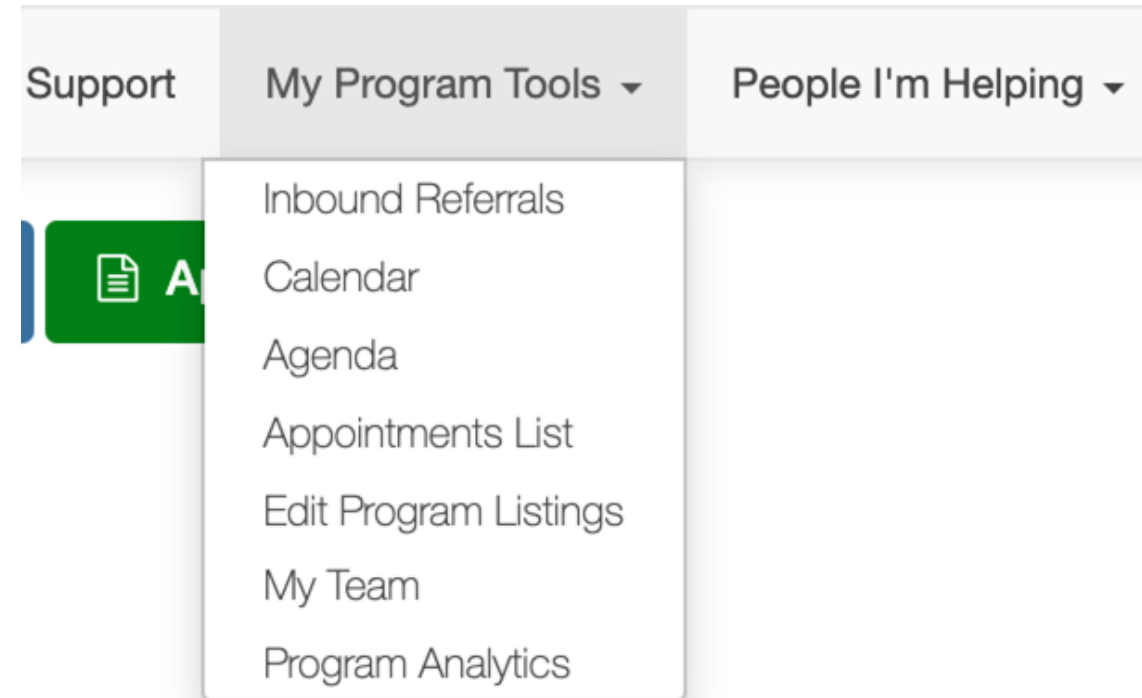 Support
My Program Tools
People I'm Helping
Inbound Referrals
Calendar
Agenda
Appointments List
Edit Program Listings
My Team
Program Analytics